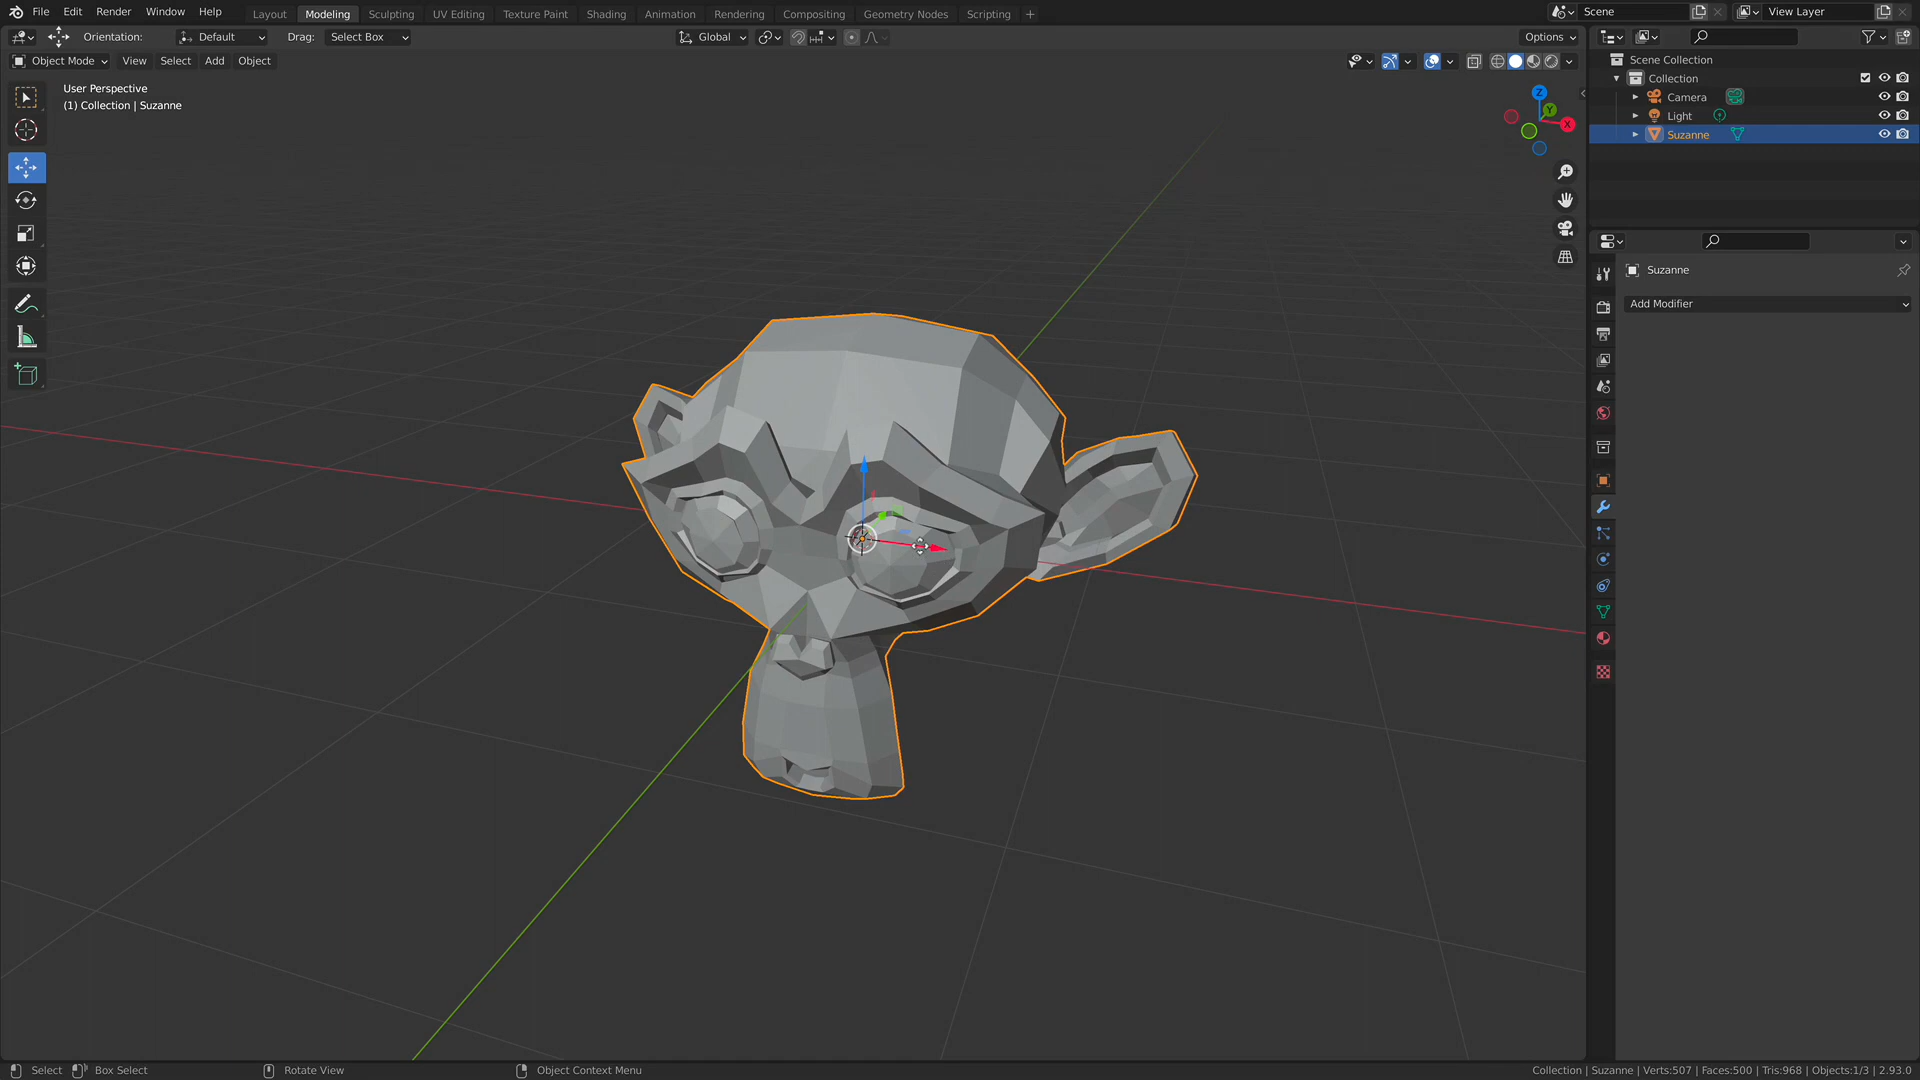 File Edit Render Window Help Layout Modeling Sculpting UV Editing Texture Paint Shading Animation Rendering Compositing Geometry Nodes Scripting + Scene View Layer
Orientation: Default Drag: Select Box Global Options
Object Mode View Select Add Object
Scene Collection
Collection
Camera
Light
Suzanne
User Perspective
(1) Collection | Suzanne
Z
Y
X
Suzanne
Add Modifier
Select Box Select Rotate View Object Context Menu Collection | Suzanne | Verts:507 | Faces:500 | Tris:968 | Objects:1/3 | 2.93.0